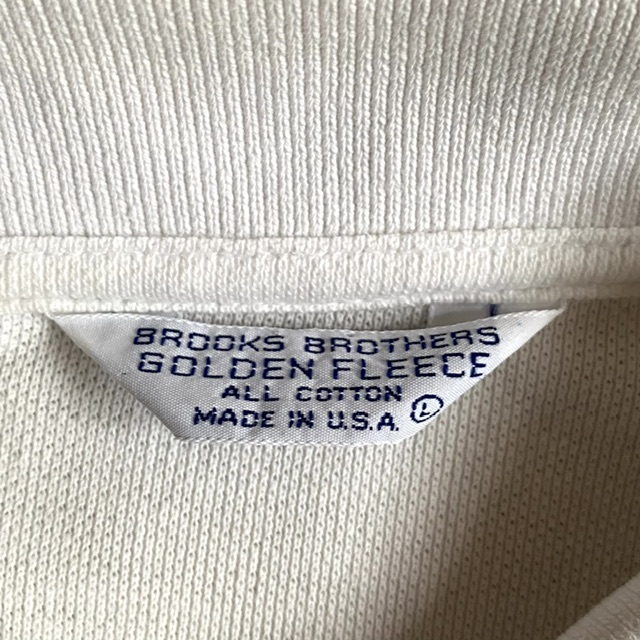 BROOKS BROTHERS
GOLDEN FLEECE
ALL COTTON
MADE IN U.S.A. Ⓛ